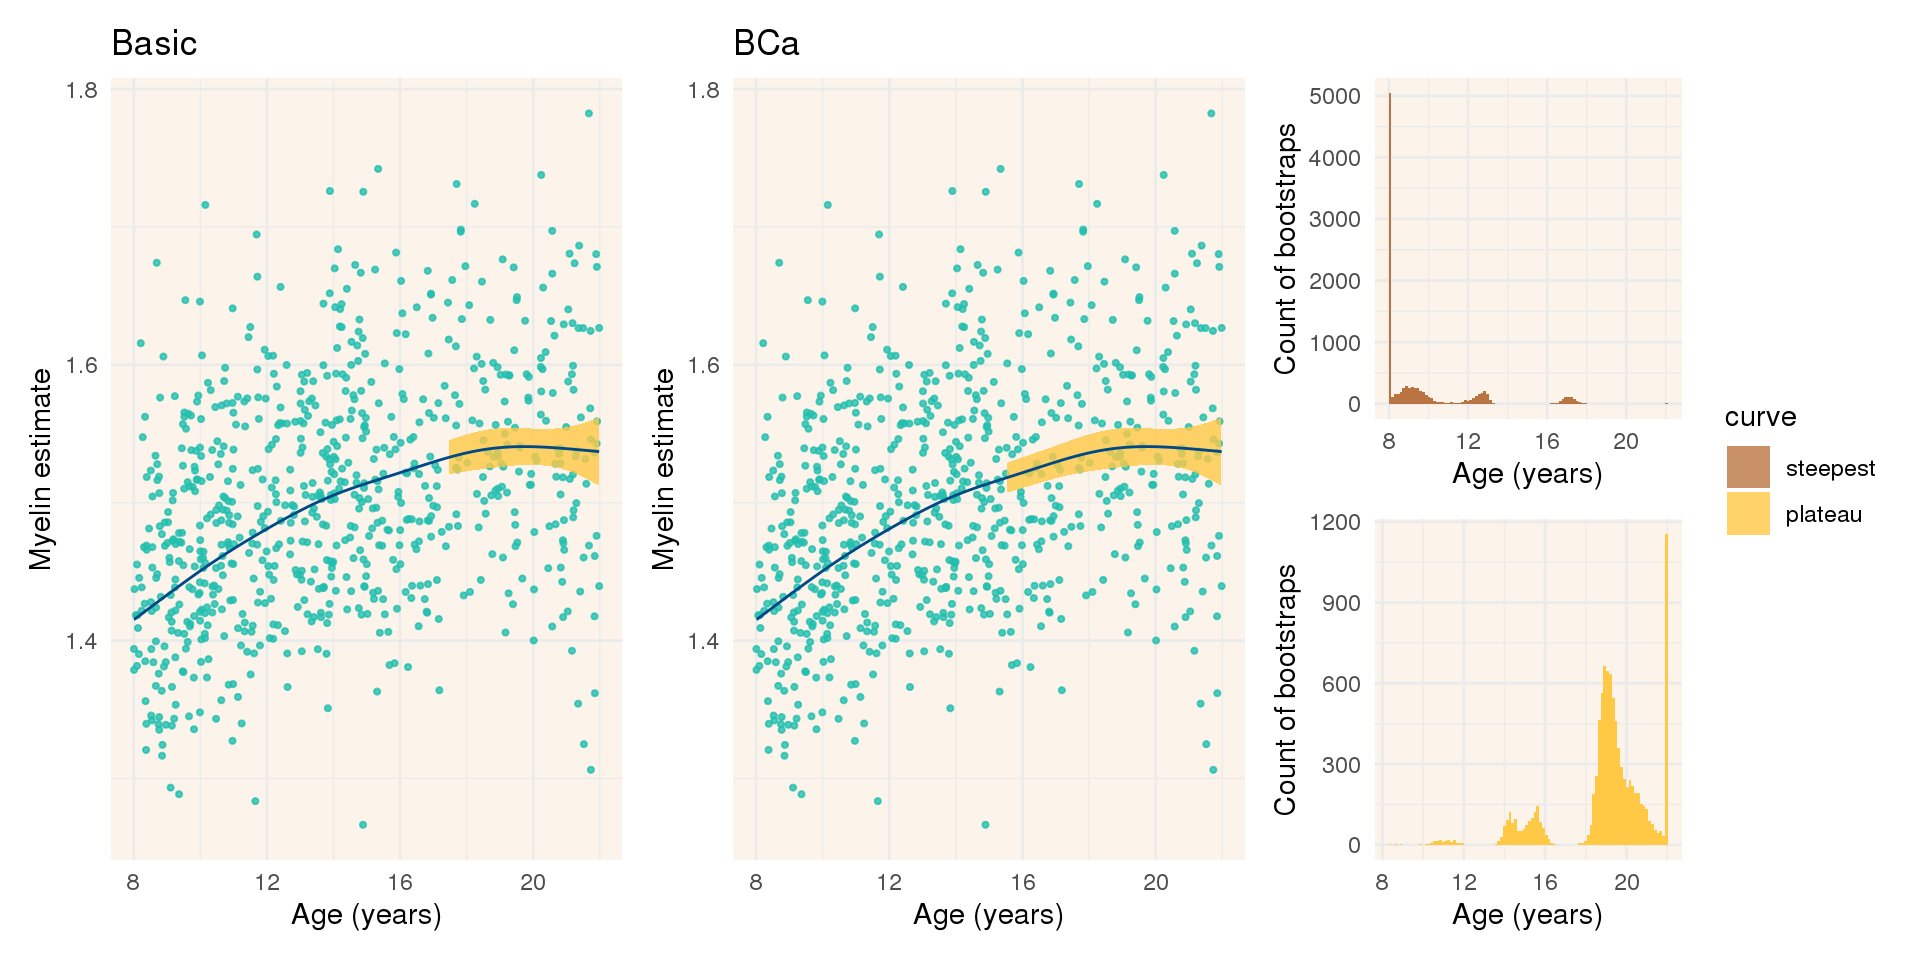 Basic
1.8
1.6
1.4
Myelin estimate
8 12 16 20
Age (years)
BCa
1.8
1.6
1.4
Myelin estimate
8 12 16 20
Age (years)
5000
4000
3000
2000
1000
0
Count of bootstraps
8 12 16 20
Age (years)
1200
900
600
300
0
Count of bootstraps
8 12 16 20
Age (years)
curve
steepest
plateau